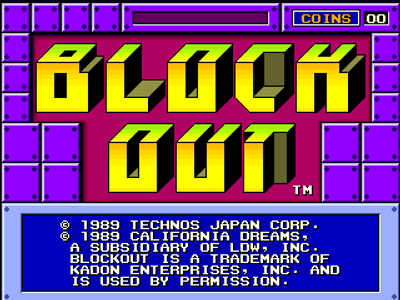 COINS 00
BLOCK
OUT
TM
© 1989 TECHNOS JAPAN CORP.
© 1989 CALIFORNIA DREAMS,
A SUBSIDIARY OF LDW, INC.
BLOCKOUT IS A TRADEMARK OF
KADON ENTERPRISES, INC. AND
IS USED BY PERMISSION.